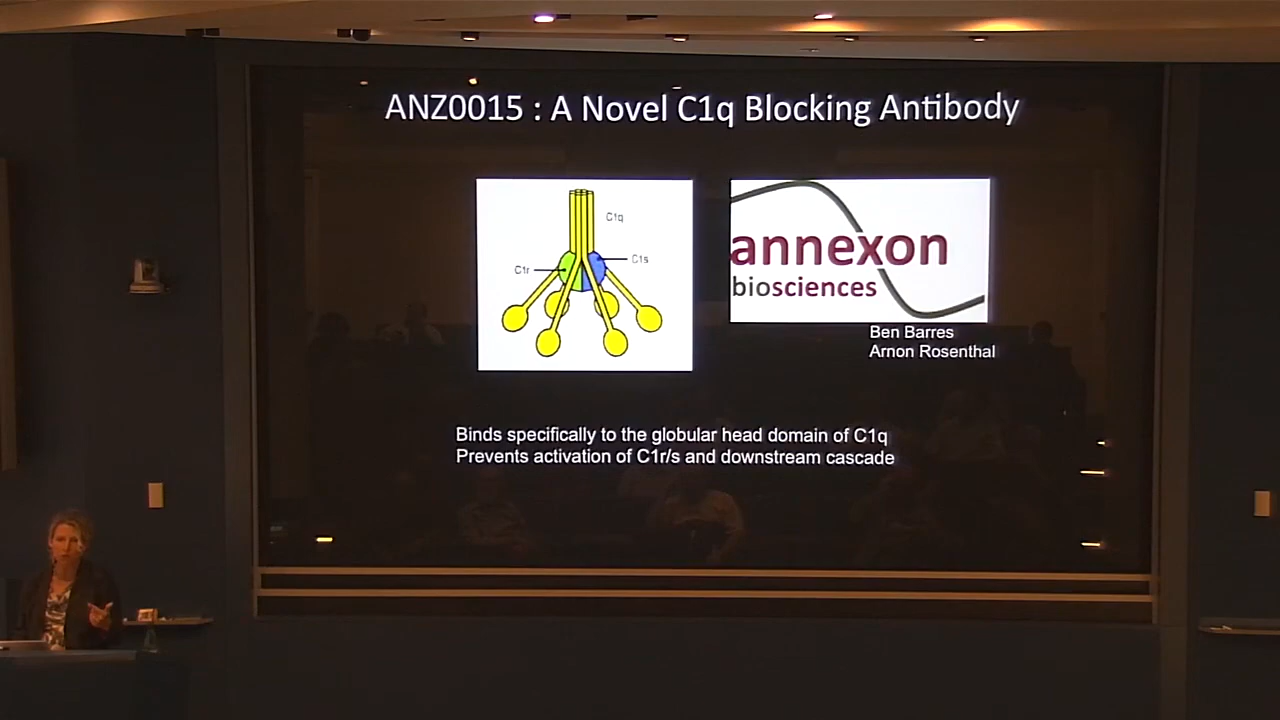 ANZ0015 : A Novel C1q Blocking Antibody
C1q
C1r
C1s
annexon
biosciences
Ben Barres
Arnon Rosenthal
Binds specifically to the globular head domain of C1q
Prevents activation of C1r/s and downstream cascade